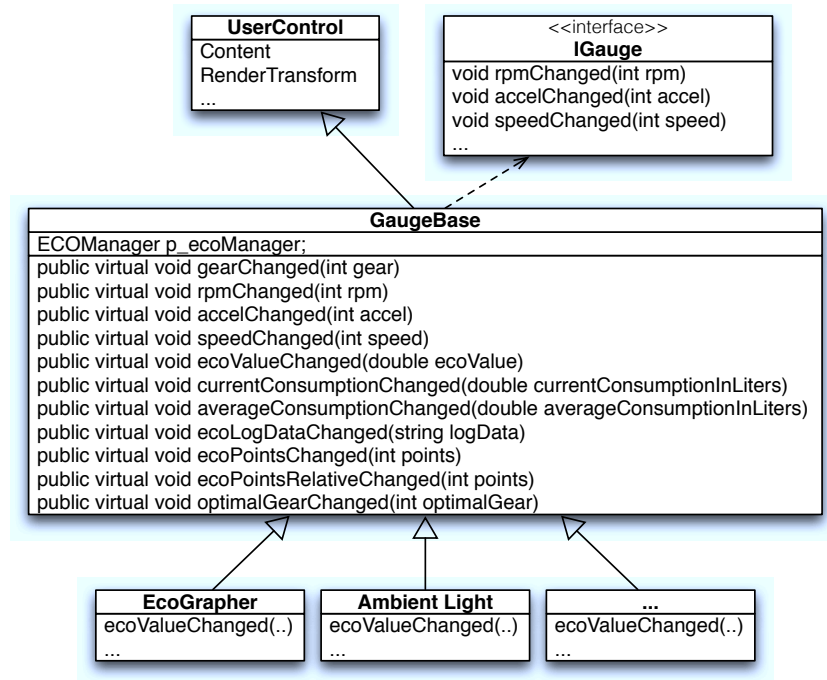 UserControl
Content
RenderTransform
...
<<interface>>
IGauge
void rpmChanged(int rpm)
void accelChanged(int accel)
void speedChanged(int speed)
...
GaugeBase
ECOManager p_ecoManager;
public virtual void gearChanged(int gear)
public virtual void rpmChanged(int rpm)
public virtual void accelChanged(int accel)
public virtual void speedChanged(int speed)
public virtual void ecoValueChanged(double ecoValue)
public virtual void currentConsumptionChanged(double currentConsumptionInLiters)
public virtual void averageConsumptionChanged(double averageConsumptionInLiters)
public virtual void ecoLogDataChanged(string logData)
public virtual void ecoPointsChanged(int points)
public virtual void ecoPointsRelativeChanged(int points)
public virtual void optimalGearChanged(int optimalGear)
EcoGrapher
ecoValueChanged(..)
...
Ambient Light
ecoValueChanged(..)
...
...
ecoValueChanged(..)
...